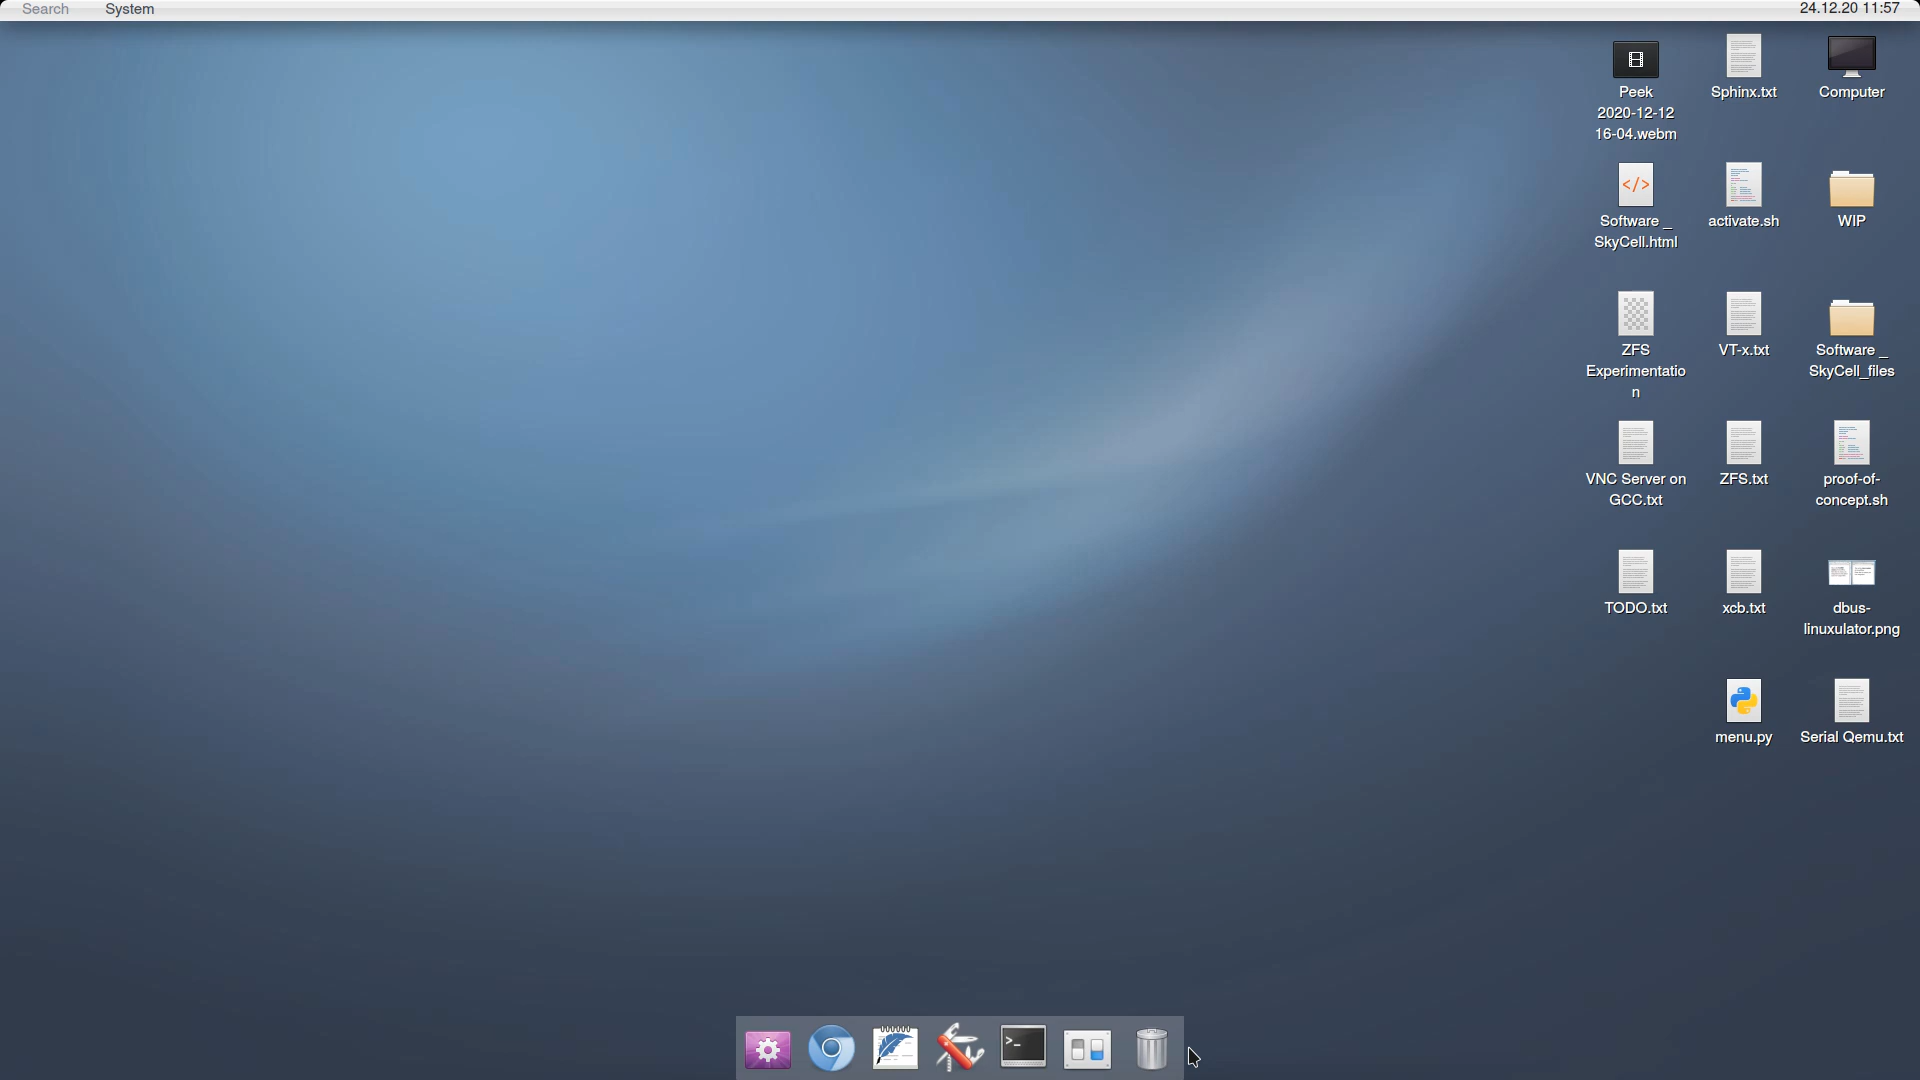 Search System 24.12.20 11:57
Peek
2020-12-12
16-04.webm
Sphinx.txt
Computer
Software _
SkyCell.html
activate.sh
WIP
ZFS
Experimentatio
n
VT-x.txt
Software _
SkyCell_files
VNC Server on
GCC.txt
ZFS.txt
proof-of-
concept.sh
TODO.txt
xcb.txt
dbus-
linuxulator.png
menu.py
Serial Qemu.txt
>_